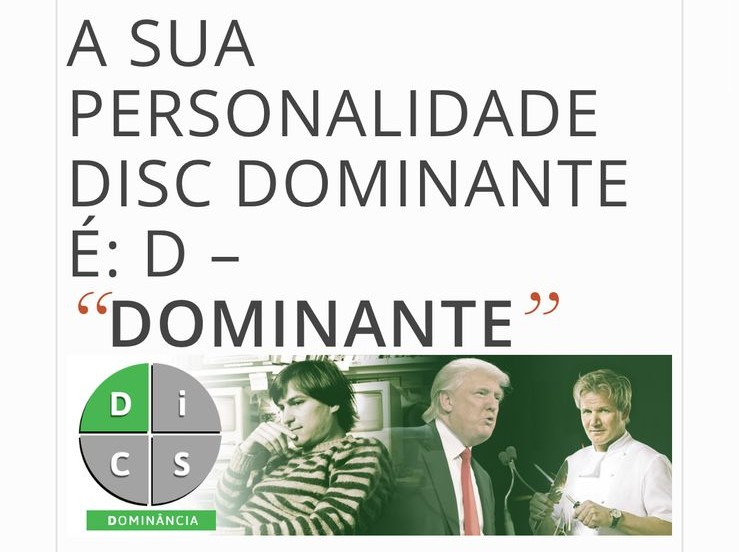 A SUA
PERSONALIDADE
DISC DOMINANTE
É: D –
“DOMINANTE”
D i
C S
DOMINÂNCIA